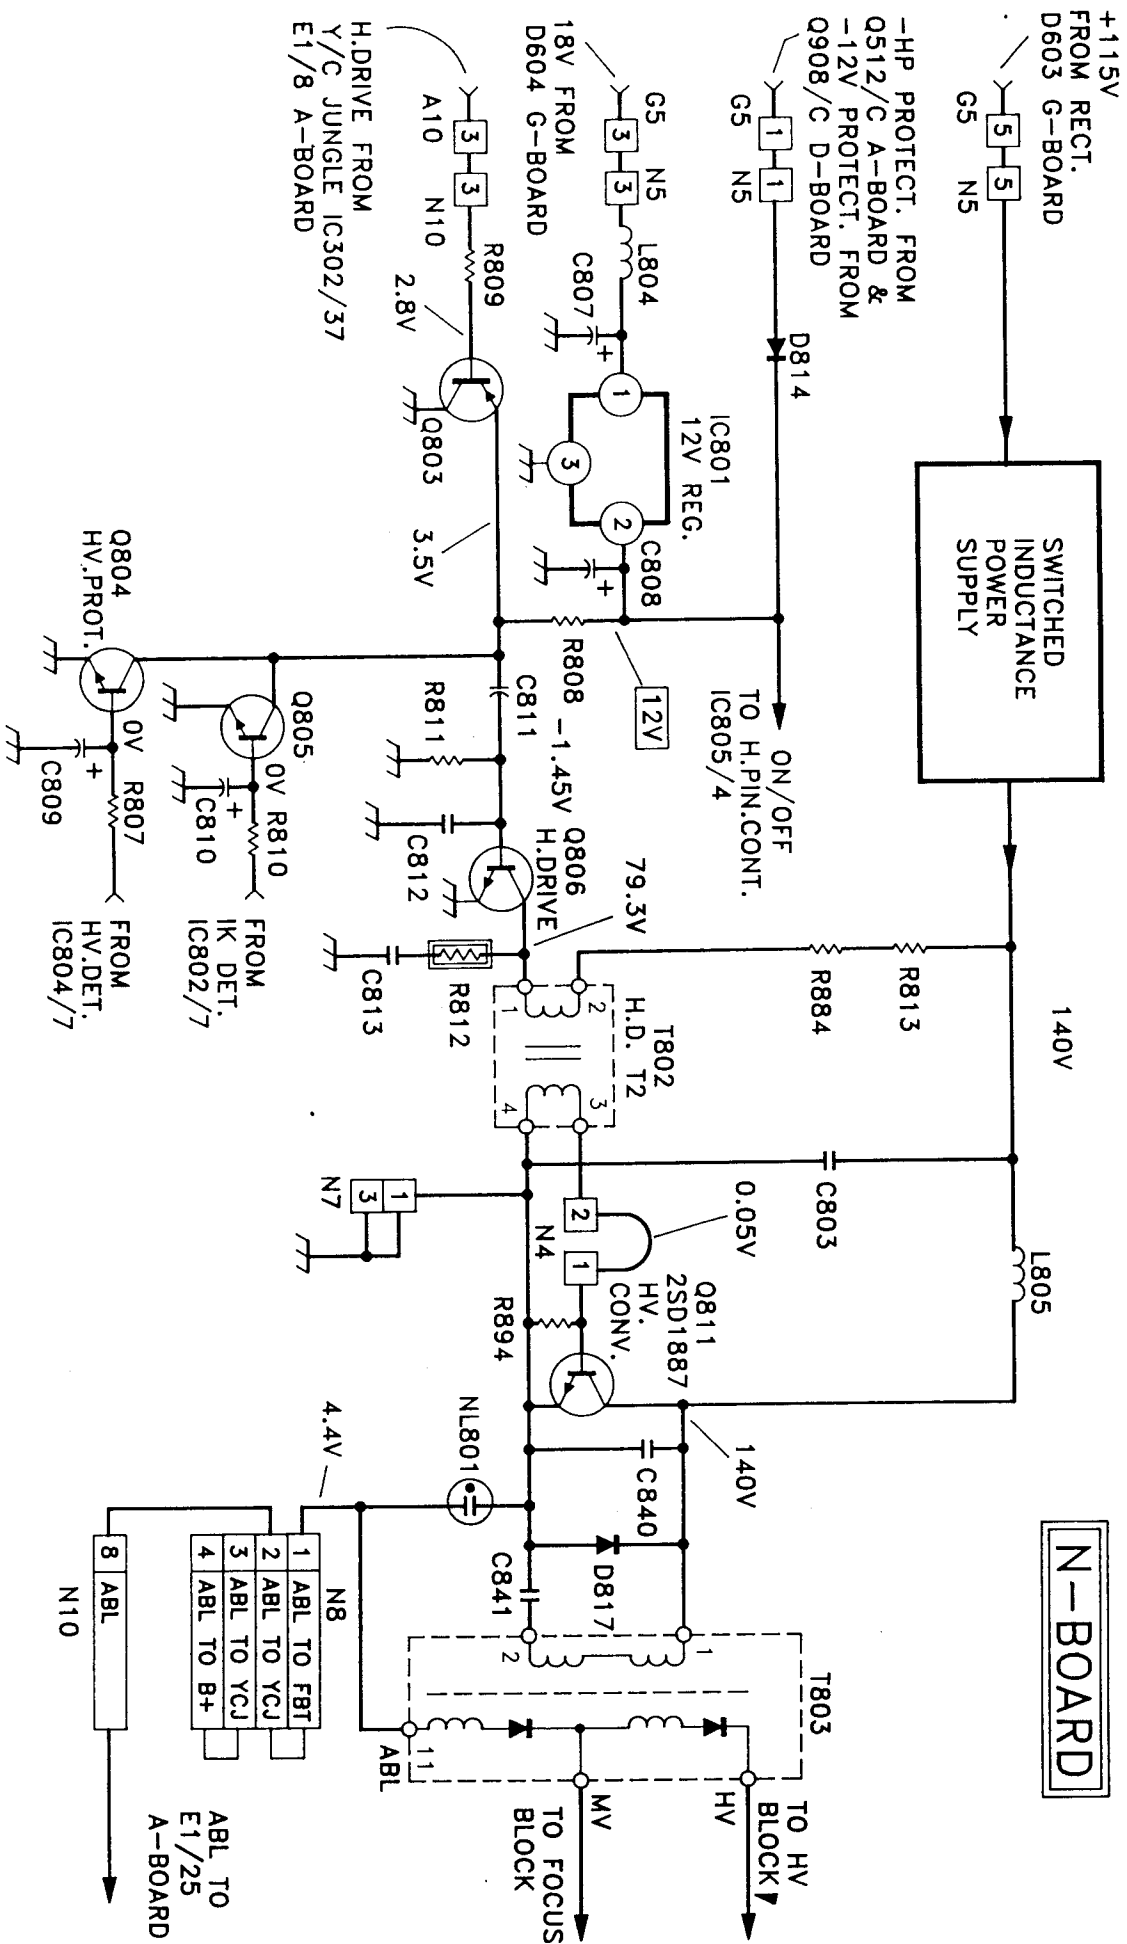 N-BOARD
+115V
FROM RECT.
D603 G-BOARD
G5
5
5
N5
SWITCHED
INDUCTANCE
POWER
SUPPLY
140V
L805
-HP PROTECT. FROM
Q512/C A-BOARD &
-12V PROTECT. FROM
Q908/C D-BOARD
G5
1
1
N5
D814
ON/OFF
TO H.PIN.CONT.
IC805/4
R813
R884
C803
18V FROM
D604 G-BOARD
G5
3
3
N5
L804
C807
+
1
IC801
12V REG.
3
2
C808
+
12V
R808
H.DRIVE FROM
Y/C JUNGLE IC302/37
E1/8 A-BOARD
A10
3
3
N10
R809
2.8V
Q803
3.5V
C811
R811
-1.45V
C812
Q806
H.DRIVE
79.3V
R812
C813
T802
H.D. T2
1
2
3
4
0.05V
2
1
N4
N7
1
3
Q811
2SD1887
HV.
CONV.
R894
140V
C840
D817
C841
NL801
4.4V
T803
1
2
11
ABL
HV
MV
TO HV
BLOCK
TO FOCUS
BLOCK
Q804
HV.PROT.
0V
R807
+
C809
FROM
HV.DET.
IC804/7
Q805
0V
R810
+
C810
FROM
IK DET.
IC802/7
N8
1 ABL TO FBT
2 ABL TO YCJ
3 ABL TO YCJ
4 ABL TO B+
8 ABL
N10
ABL TO
E1/25
A-BOARD